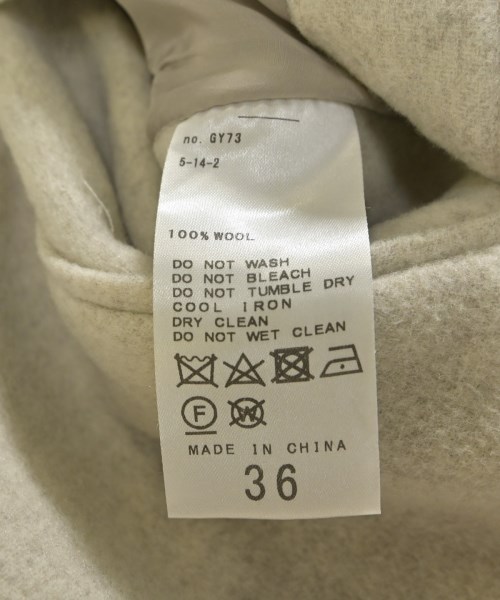 no. GY73
5-14-2
100% WOOL
DO NOT WASH
DO NOT BLEACH
DO NOT TUMBLE DRY
COOL IRON
DRY CLEAN
DO NOT WET CLEAN
F W
MADE IN CHINA
36